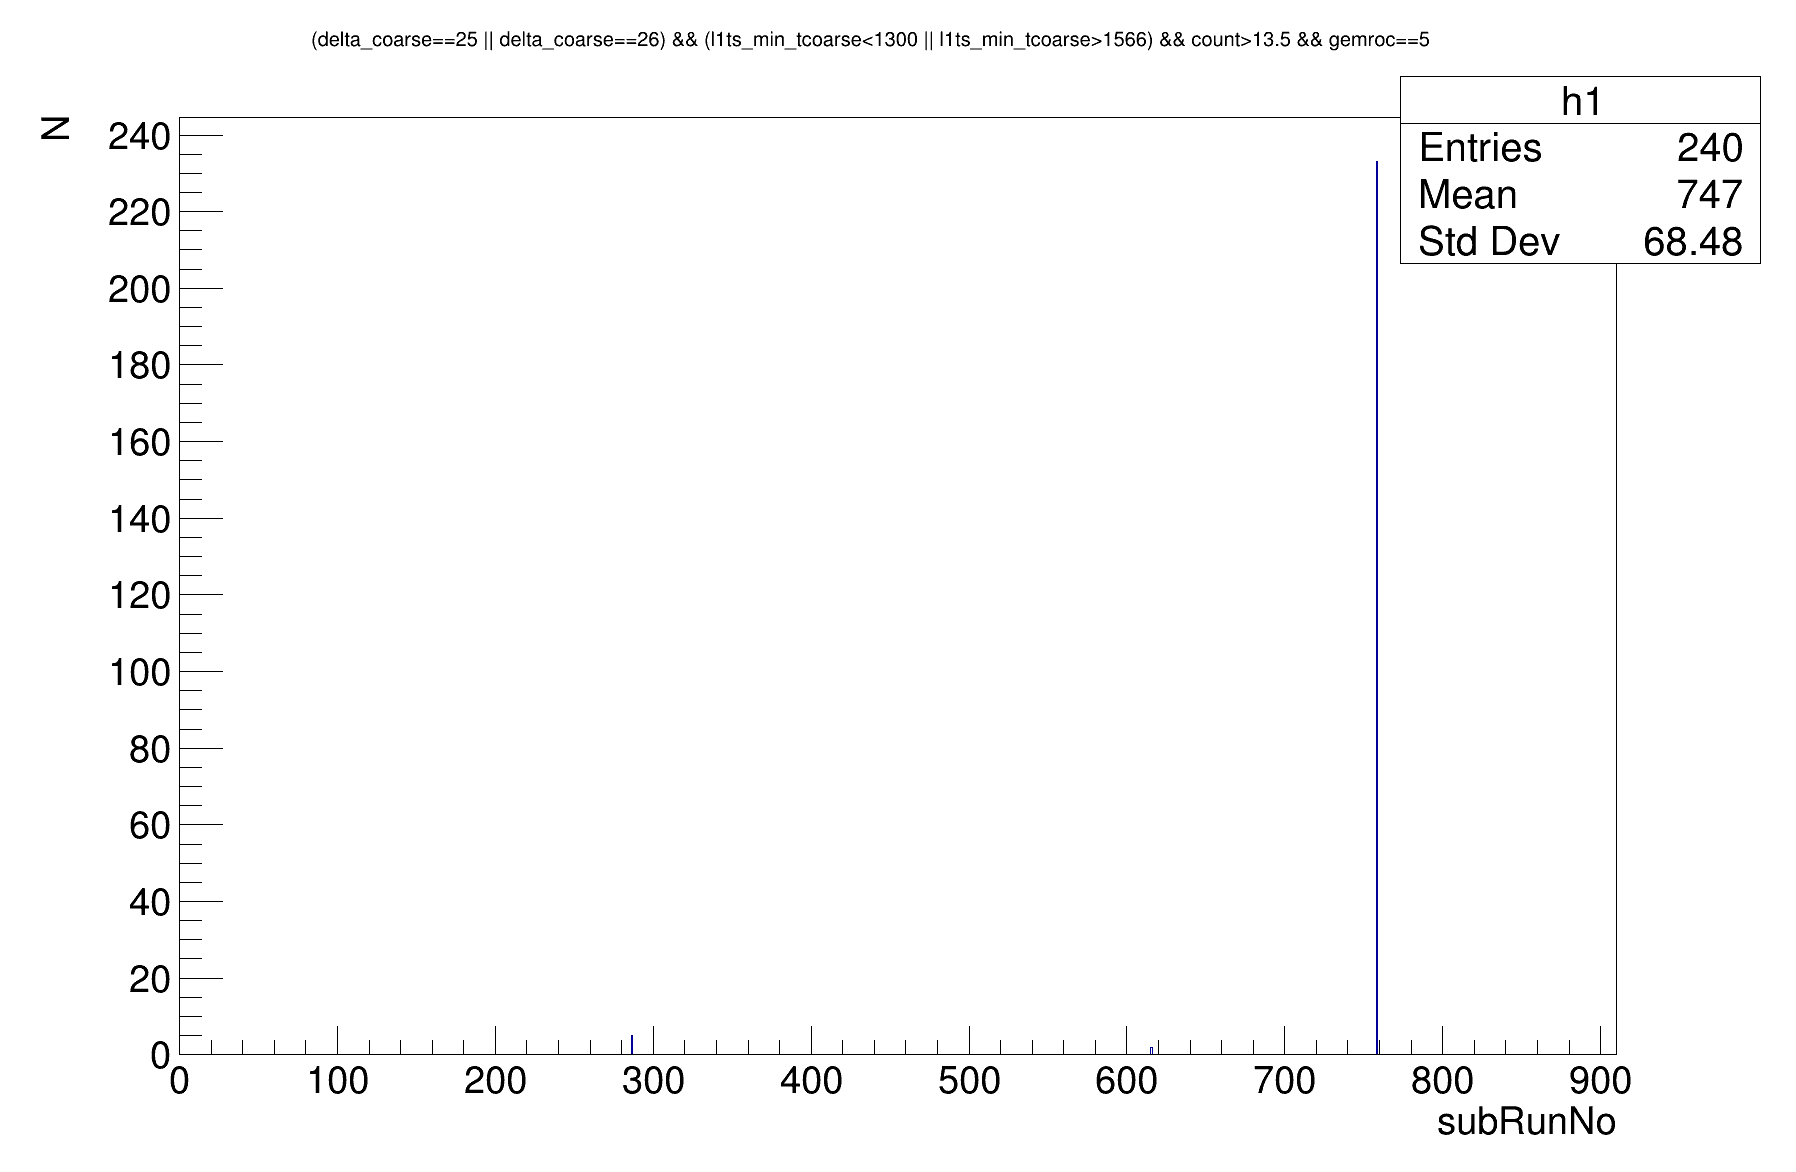 (delta_coarse==25 || delta_coarse==26) && (l1ts_min_tcoarse<1300 || l1ts_min_tcoarse>1566) && count>13.5 && gemroc==5
h1
Entries 240
Mean 747
Std Dev 68.48
N
240
220
200
180
160
140
120
100
80
60
40
20
0
0 100 200 300 400 500 600 700 800 900
subRunNo